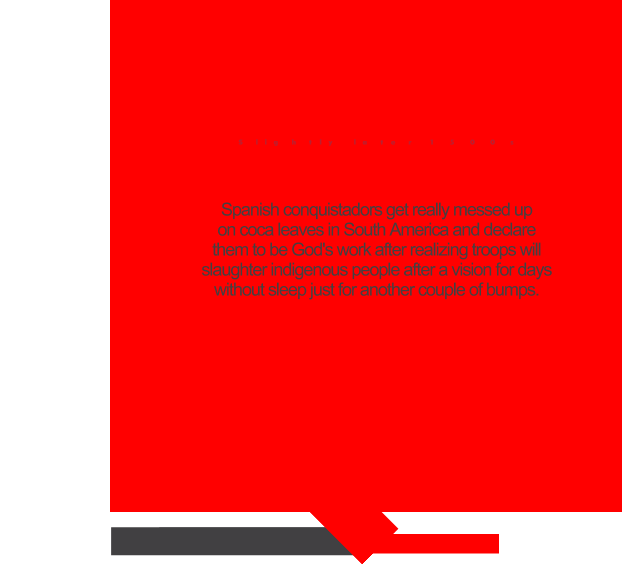 Spanish conquistadors get really messed up
on coca leaves in South America and declare
them to be God's work after realizing troops will
slaughter indigenous people after a vision for days
without sleep just for another couple of bumps.